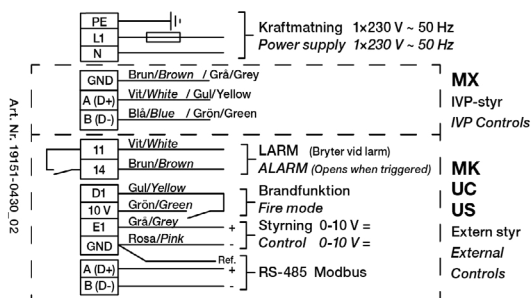 PE
L1
N
Kraftmatning 1×230 V ~ 50 Hz
Power supply 1×230 V ~ 50 Hz
GND Brun/Brown / Grå/Grey
A (D+) Vit/White / Gul/Yellow
B (D-) Blå/Blue / Grön/Green
MX
IVP-styr
IVP Controls
11 Vit/White
14 Brun/Brown
LARM (Bryter vid larm)
ALARM (Opens when triggered)
D1 Gul/Yellow
10 V Grön/Green
Brandfunktion
Fire mode
E1 Grå/Grey +
GND Rosa/Pink -
Styrning 0-10 V =
Control 0-10 V =
Ref.
A (D+) +
B (D-) -
RS-485 Modbus
MK
UC
US
Extern styr
External
Controls
Art. Nr. 19151-0430_02